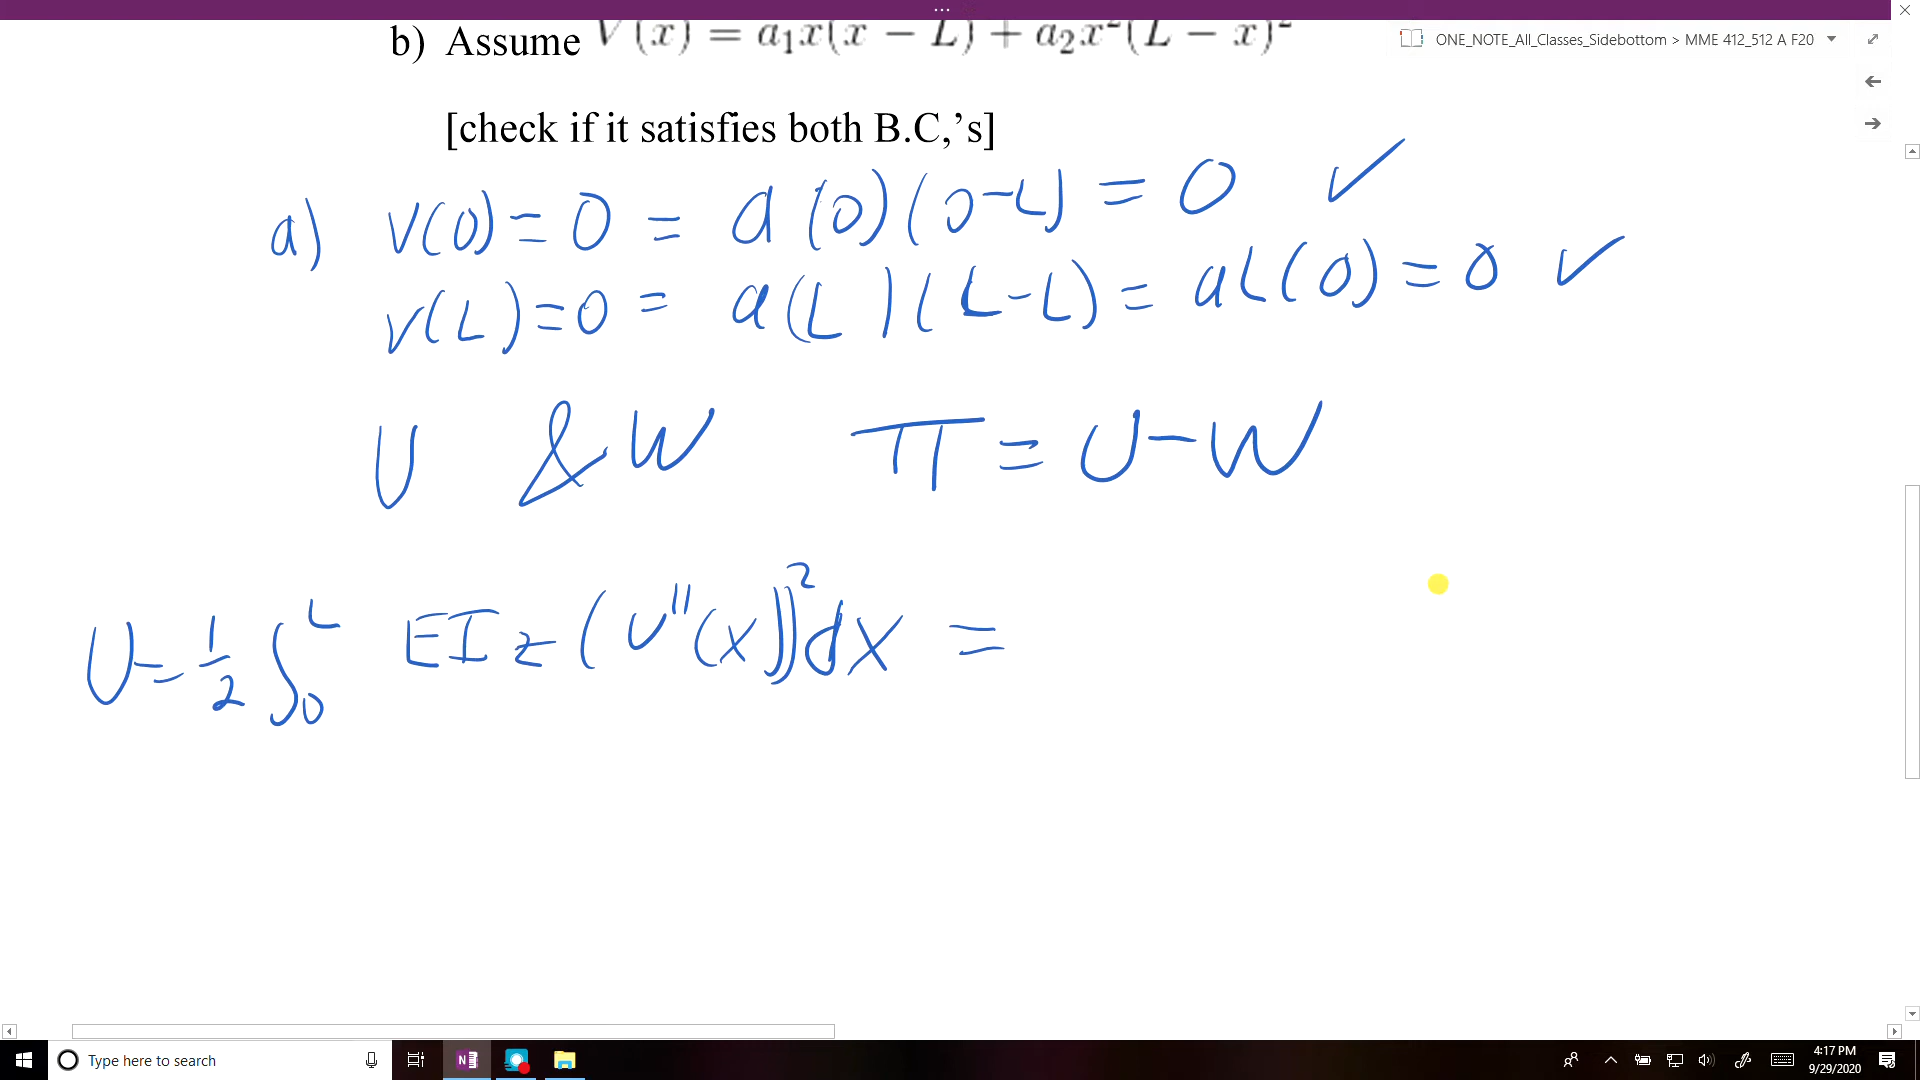 b) Assume V(x) = a₁x(x − L) + a₂x²(L − x)²
ONE_NOTE_All_Classes_Sidebottom > MME 412_512 A F20
[check if it satisfies both B.C,’s]
a) V(0) = 0 = a(0)(0-L) = 0 ✓
V(L) = 0 = a(L)(L-L) = aL(0) = 0 ✓
U & W π = U - W
U = 1/2 ∫₀ᴸ EIz(v''(x))² dx =
Type here to search
4:17 PM
9/29/2020